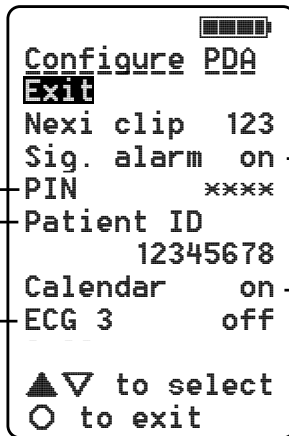 Configure PDA
Exit
Nexi clip 123
Sig. alarm on
PIN ****
Patient ID
12345678
Calendar on
ECG 3 off
▲▽ to select
O to exit